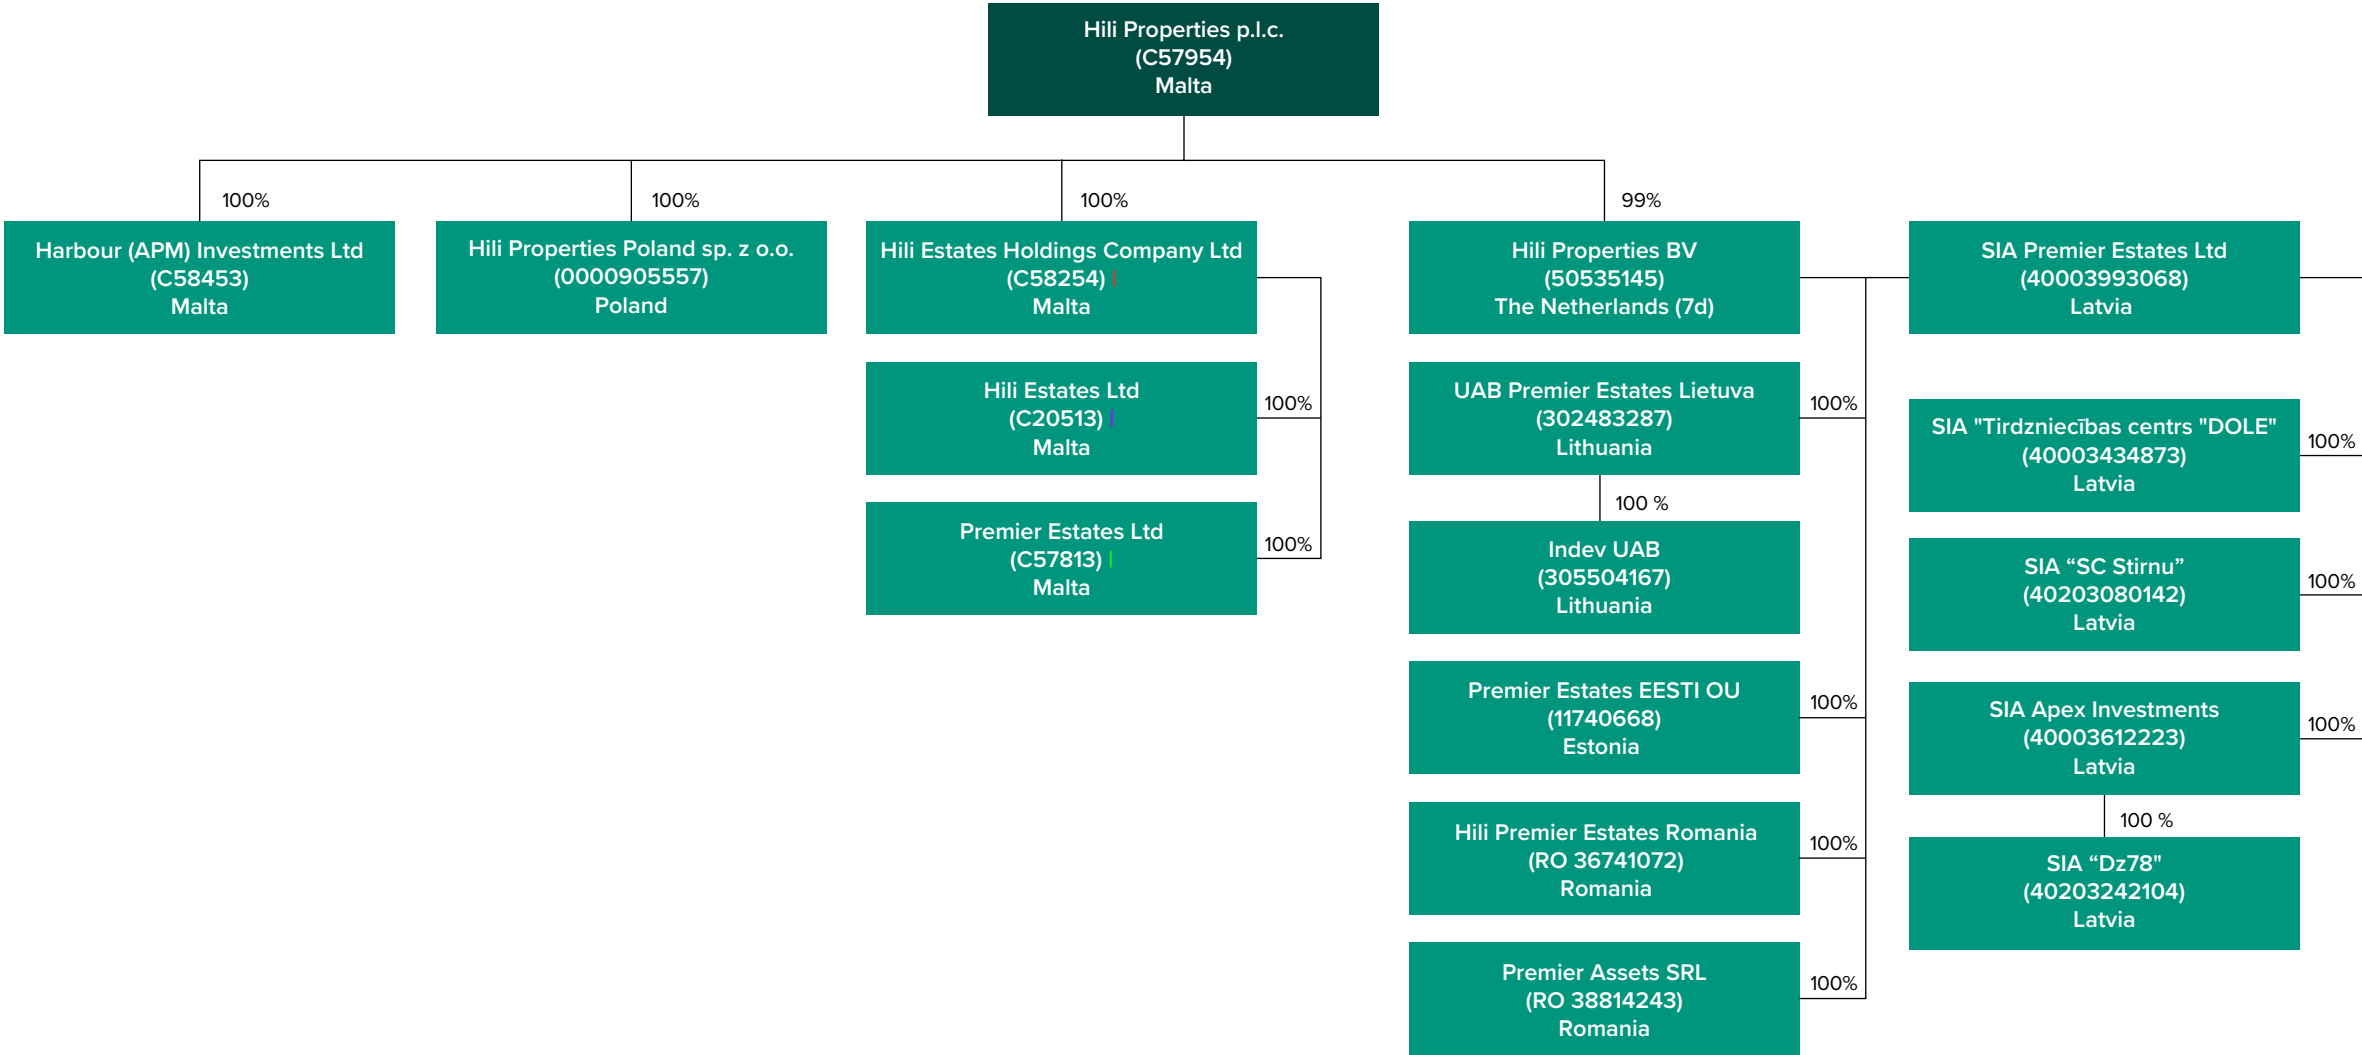 Hili Properties p.l.c.
(C57954)
Malta
100%
100%
100%
99%
Harbour (APM) Investments Ltd
(C58453)
Malta
Hili Properties Poland sp. z o.o.
(0000905557)
Poland
Hili Estates Holdings Company Ltd
(C58254)
Malta
Hili Estates Ltd
(C20513)
Malta
100%
Premier Estates Ltd
(C57813)
Malta
100%
Hili Properties BV
(50535145)
The Netherlands (7d)
UAB Premier Estates Lietuva
(302483287)
Lithuania
100%
100 %
Indev UAB
(305504167)
Lithuania
Premier Estates EESTI OU
(11740668)
Estonia
100%
Hili Premier Estates Romania
(RO 36741072)
Romania
100%
Premier Assets SRL
(RO 38814243)
Romania
100%
SIA Premier Estates Ltd
(40003993068)
Latvia
SIA "Tirdzniecības centrs "DOLE"
(40003434873)
Latvia
100%
SIA “SC Stirnu”
(40203080142)
Latvia
100%
SIA Apex Investments
(40003612223)
Latvia
100%
100 %
SIA “Dz78"
(40203242104)
Latvia